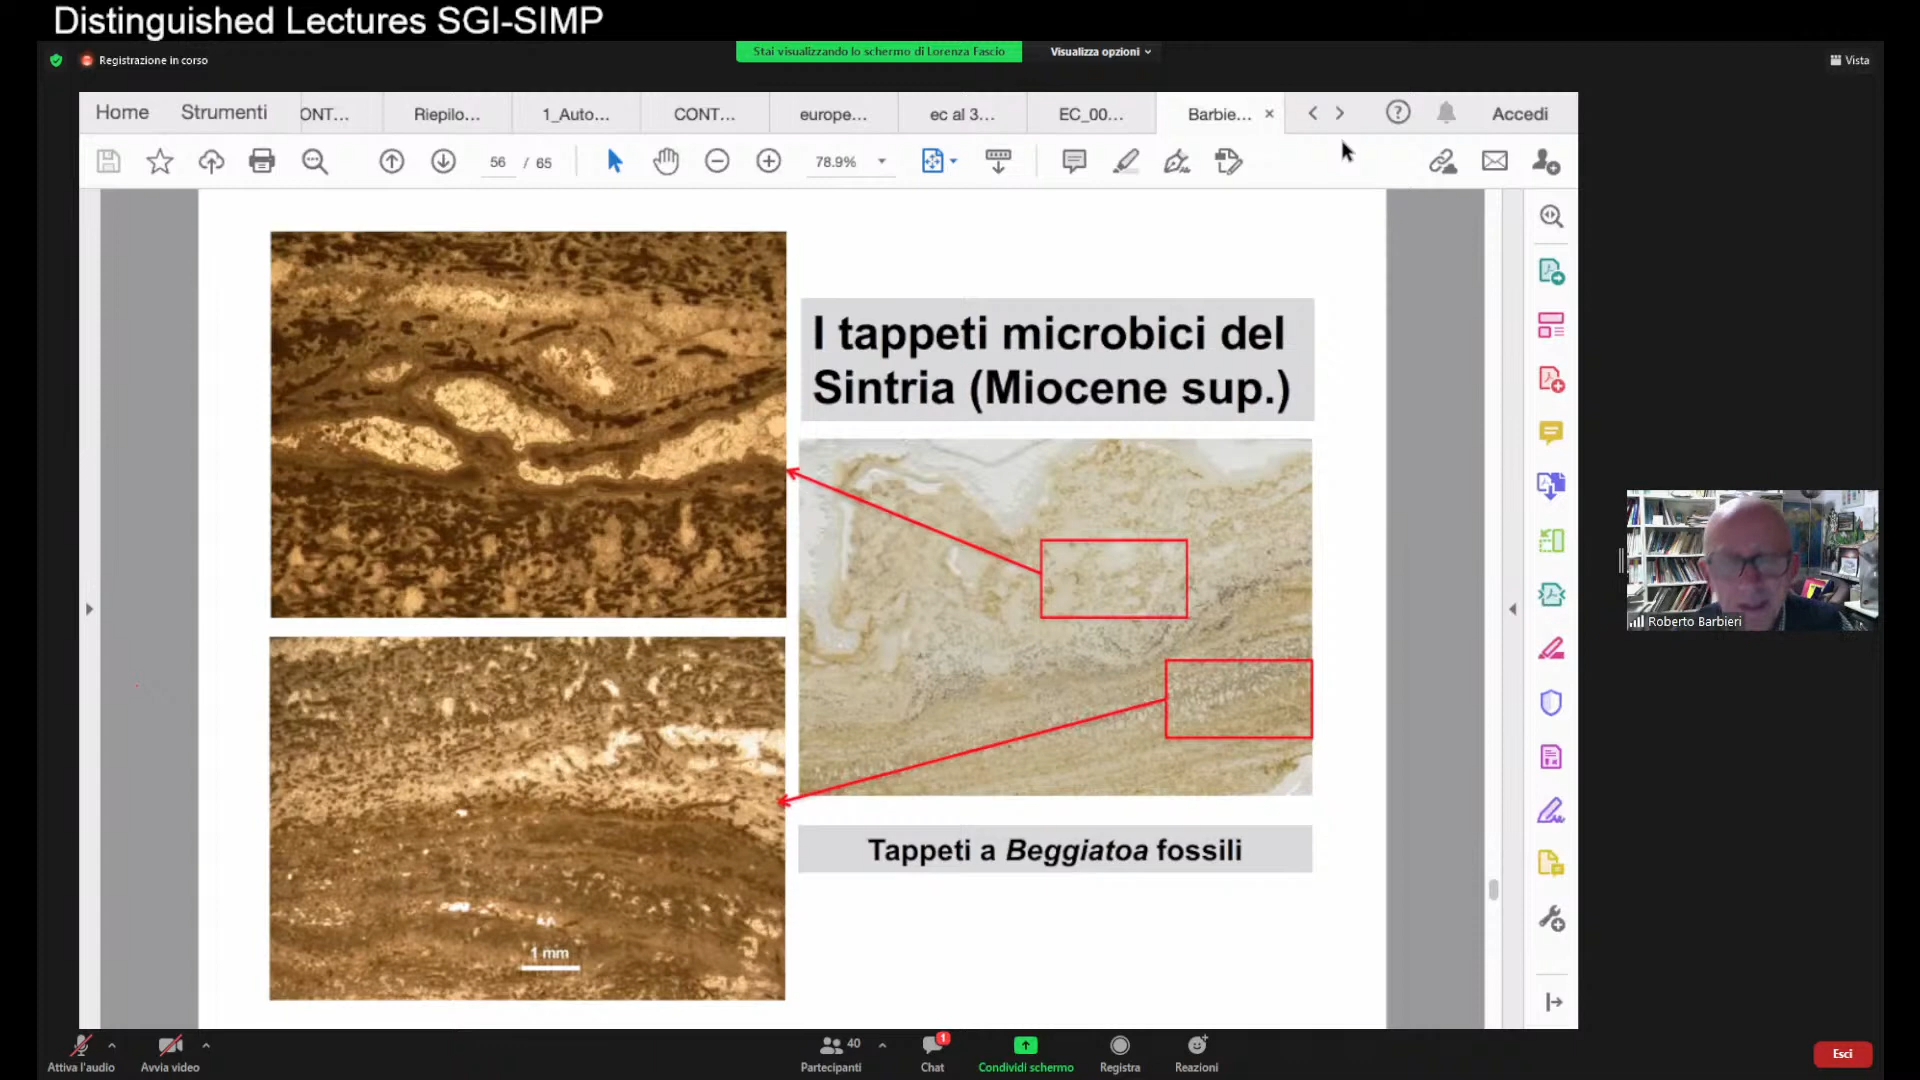 Distinguished Lectures SGI-SIMP
Stai visualizzando lo schermo di Lorenza Fascio
Visualizza opzioni
Registrazione in corso
Vista
Home
Strumenti
ONT...
Riepilo...
1_Auto...
CONT...
europe...
ec al 3...
EC_00...
Barbie...
Accedi
56 / 65
78.9%
I tappeti microbici del
Sintria (Miocene sup.)
Tappeti a Beggiatoa fossili
1 mm
Roberto Barbieri
Attiva l'audio
Avvia video
40
Partecipanti
1
Chat
Condividi schermo
Registra
Reazioni
Esci